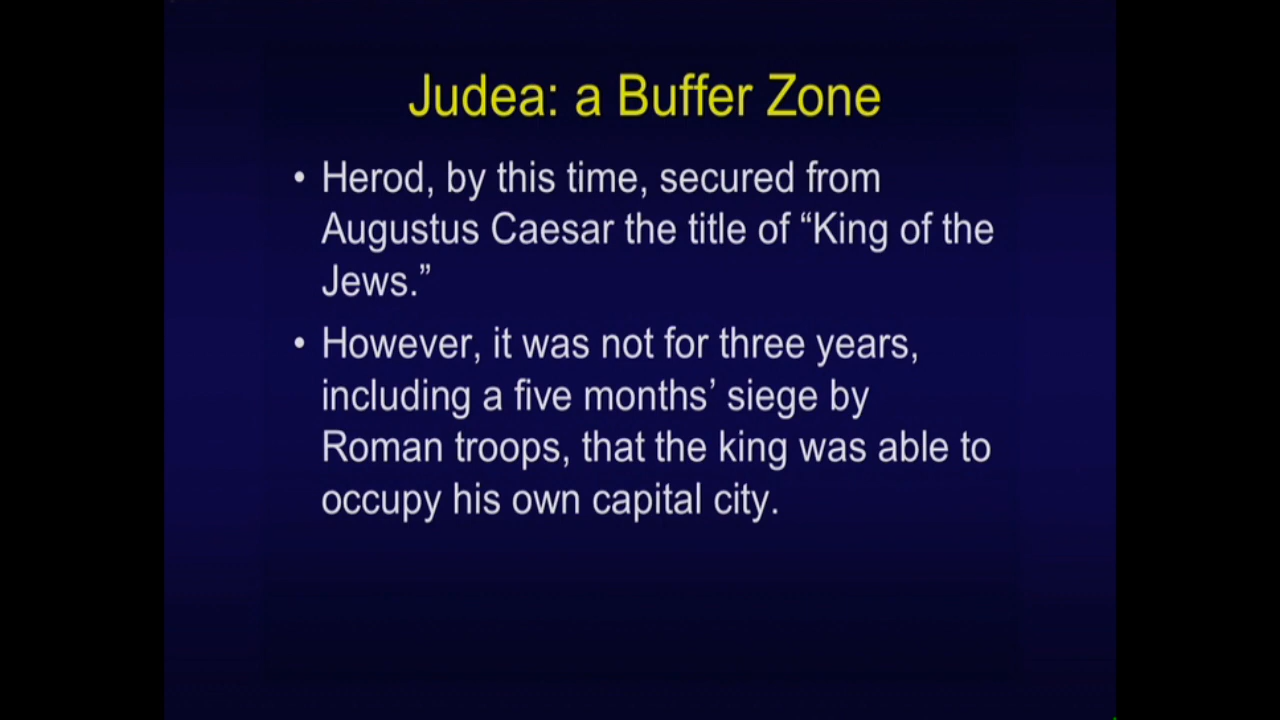 Judea: a Buffer Zone
• Herod, by this time, secured from
Augustus Caesar the title of “King of the
Jews.”
• However, it was not for three years,
including a five months’ siege by
Roman troops, that the king was able to
occupy his own capital city.